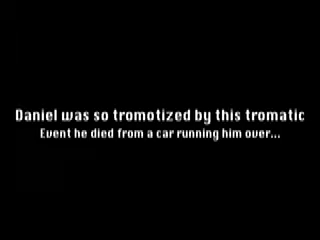 Daniel was so tromotized by this tromatic
Event he died from a car running him over...